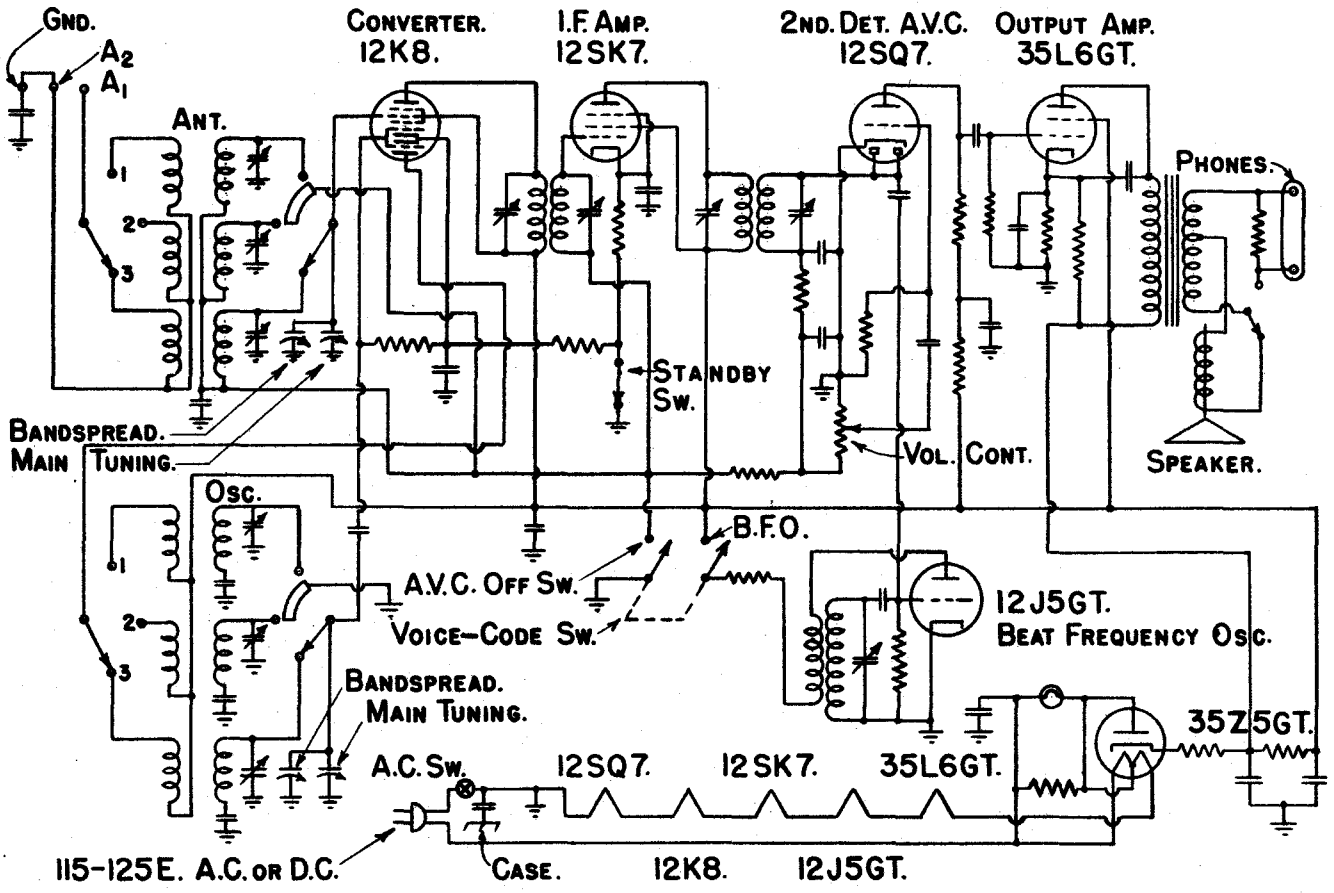 GND.
A2
A1
CONVERTER.
12K8.
I.F. AMP.
12SK7.
2ND. DET. A.V.C.
12SQ7.
OUTPUT AMP.
35L6GT.
ANT.
1
2
3
PHONES.
STANDBY
SW.
BANDSPREAD.
MAIN TUNING.
VOL. CONT.
SPEAKER.
OSC.
1
2
3
B.F.O.
A.V.C. OFF SW.
VOICE-CODE SW.
12J5GT.
BEAT FREQUENCY OSC.
BANDSPREAD.
MAIN TUNING.
35Z5GT.
A.C. SW.
12SQ7.
12SK7.
35L6GT.
115-125E. A.C. OR D.C.
CASE.
12K8.
12J5GT.